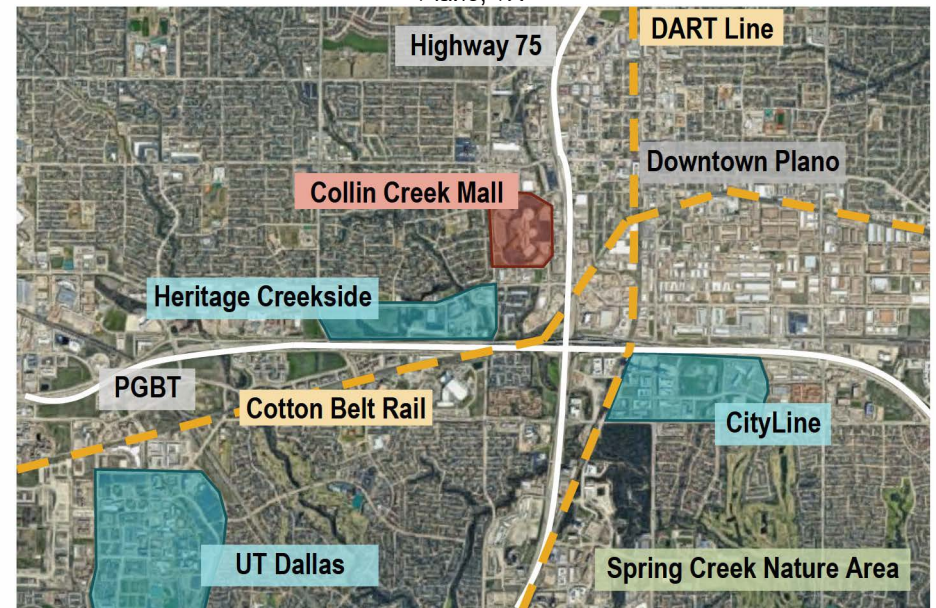 DART Line
Highway 75
Downtown Plano
Collin Creek Mall
Heritage Creekside
PGBT
Cotton Belt Rail
CityLine
UT Dallas
Spring Creek Nature Area